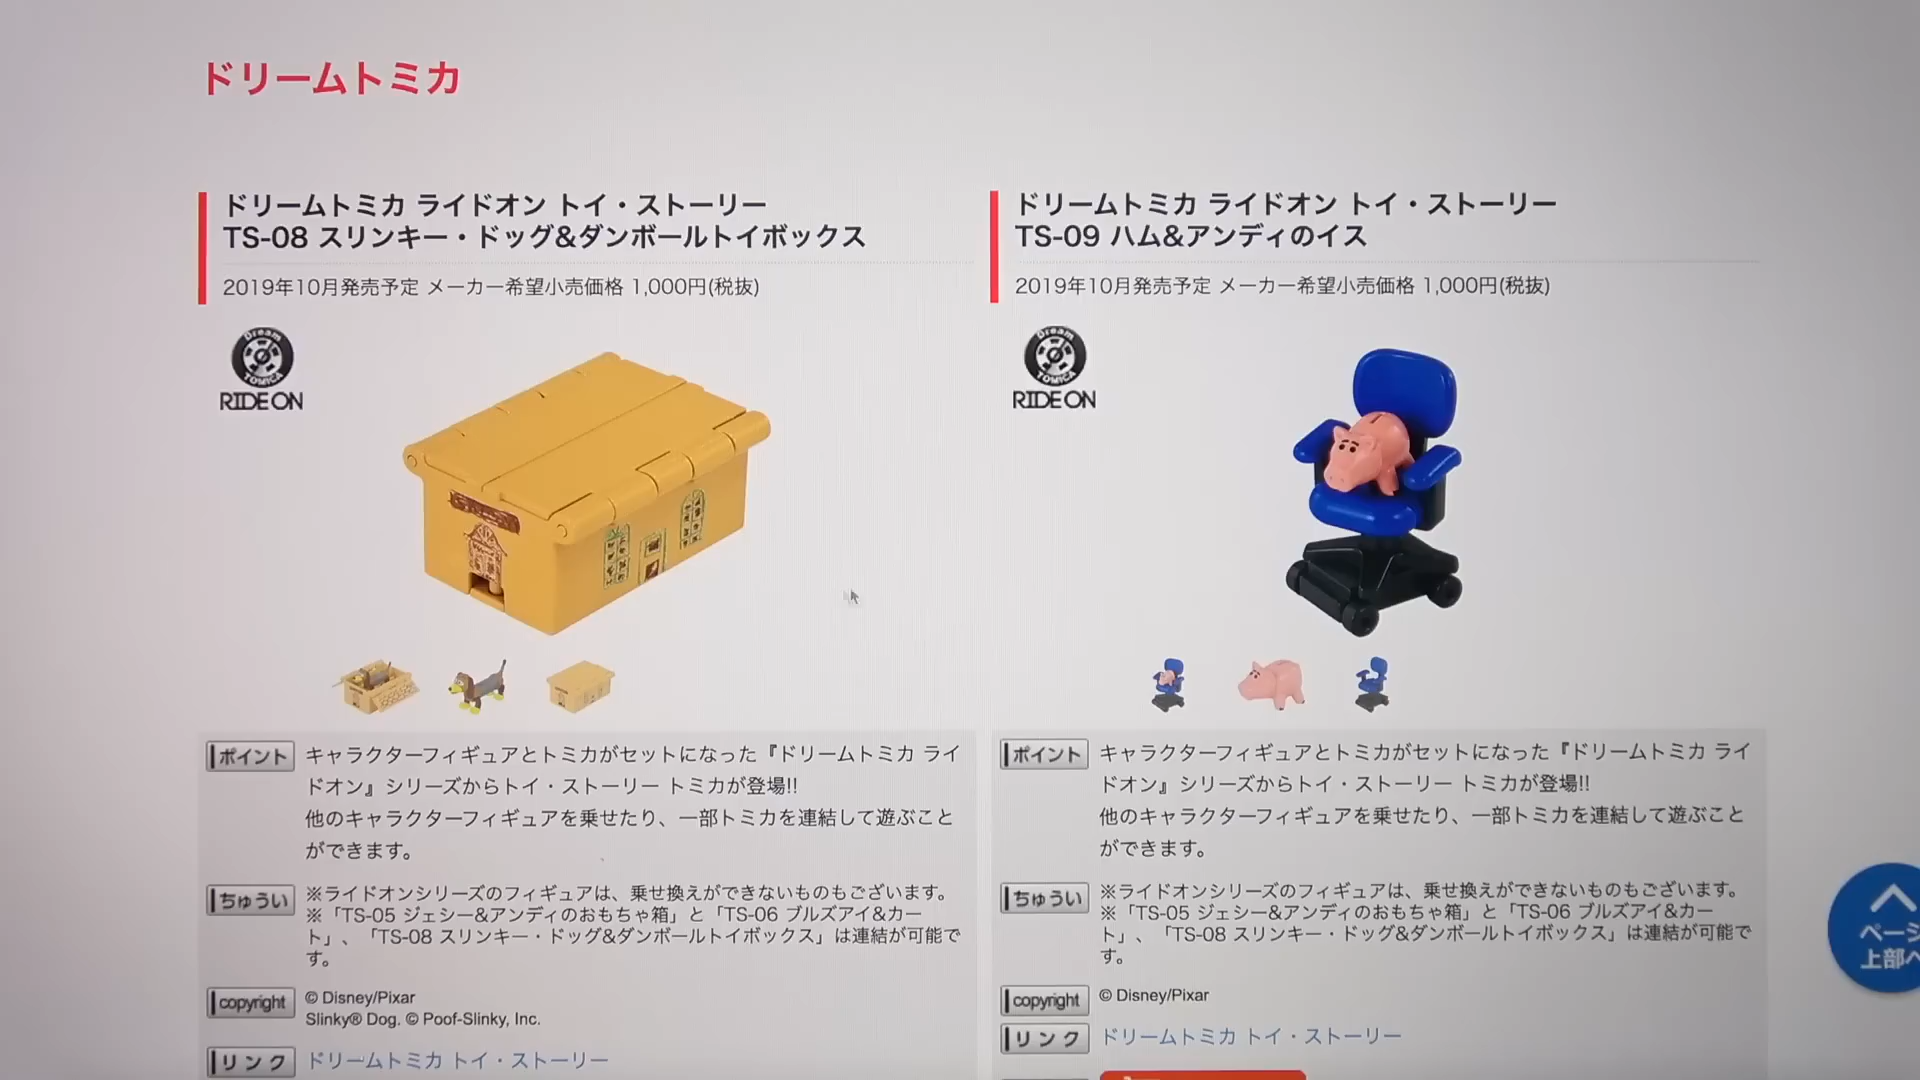 ドリームトミカ
ドリームトミカ ライドオン トイ・ストーリー
TS-08 スリンキー・ドッグ&ダンボールトイボックス
2019年10月発売予定 メーカー希望小売価格 1,000円(税抜)
Dream
TOMICA
RIDE ON
ポイント
キャラクターフィギュアとトミカがセットになった『ドリームトミカ ライ
ドオン』シリーズからトイ・ストーリー トミカが登場!!
他のキャラクターフィギュアを乗せたり、一部トミカを連結して遊ぶこと
ができます。
ちゅうい
※ライドオンシリーズのフィギュアは、乗せ換えができないものもございます。
※「TS-05 ジェシー&アンディのおもちゃ箱」と「TS-06 ブルズアイ&カー
ト」、「TS-08 スリンキー・ドッグ&ダンボールトイボックス」は連結が可能で
す。
copyright
© Disney/Pixar
Slinky® Dog. © Poof-Slinky, Inc.
リンク
ドリームトミカ トイ・ストーリー
ドリームトミカ ライドオン トイ・ストーリー
TS-09 ハム&アンディのイス
2019年10月発売予定 メーカー希望小売価格 1,000円(税抜)
Dream
TOMICA
RIDE ON
ポイント
キャラクターフィギュアとトミカがセットになった『ドリームトミカ ライ
ドオン』シリーズからトイ・ストーリー トミカが登場!!
他のキャラクターフィギュアを乗せたり、一部トミカを連結して遊ぶこと
ができます。
ちゅうい
※ライドオンシリーズのフィギュアは、乗せ換えができないものもございます。
※「TS-05 ジェシー&アンディのおもちゃ箱」と「TS-06 ブルズアイ&カー
ト」、「TS-08 スリンキー・ドッグ&ダンボールトイボックス」は連結が可能で
す。
copyright
© Disney/Pixar
リンク
ドリームトミカ トイ・ストーリー
ページ
上部へ